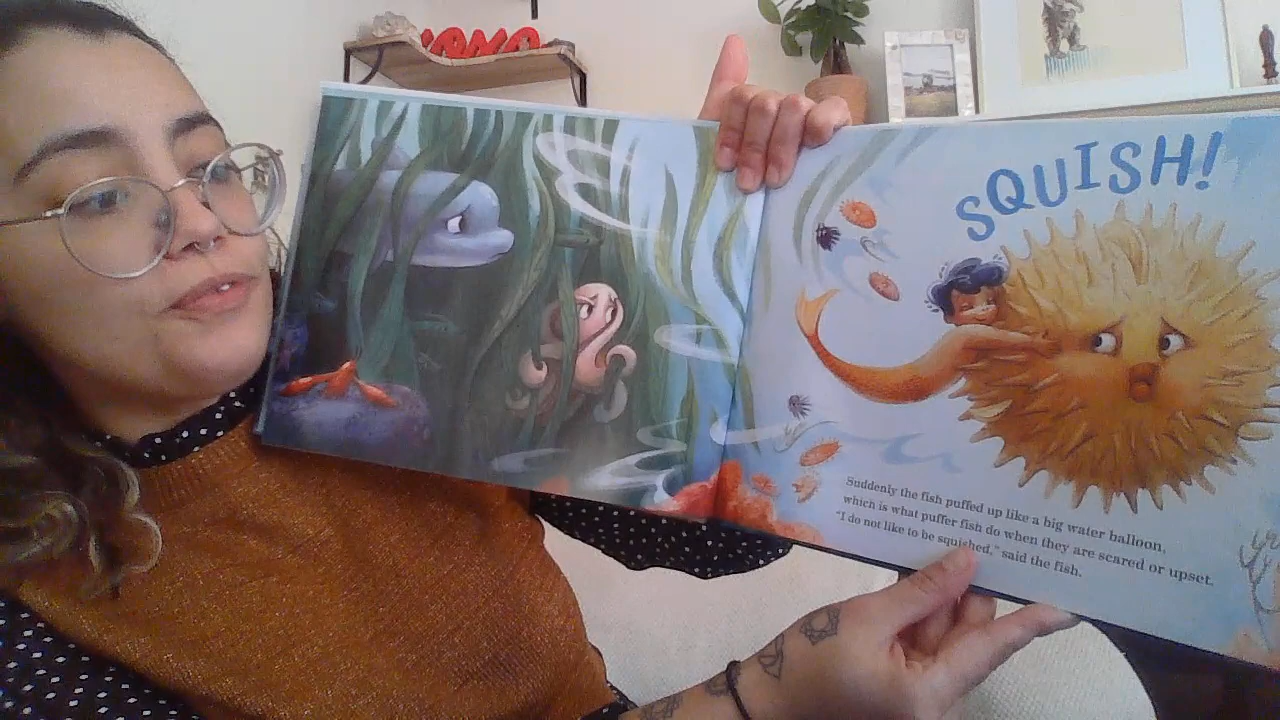 SQUISH!
Suddenly the fish puffed up like a big water balloon,
which is what puffer fish do when they are scared or upset.
"I do not like to be squished," said the fish.